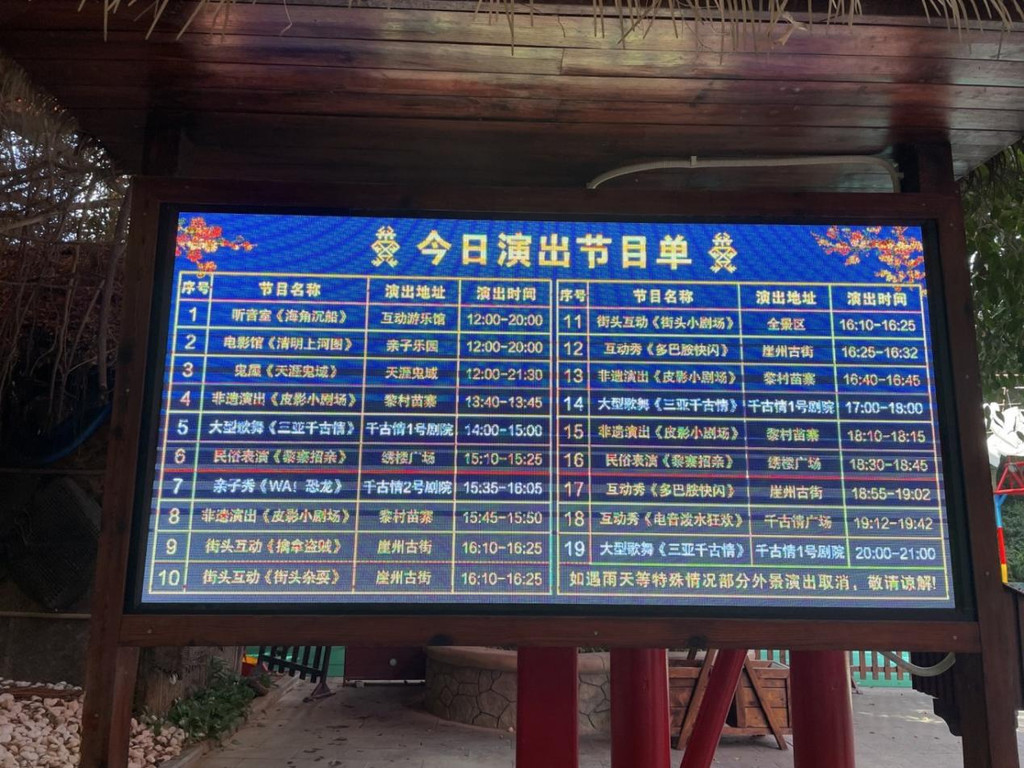 今日演出节目单
序号 节目名称 演出地址 演出时间
1 听音室《海角沉船》 互动游乐馆 12:00-20:00
2 电影馆《清明上河图》 亲子乐园 12:00-20:00
3 鬼屋《天涯鬼域》 天涯鬼域 12:00-21:30
4 非遗演出《皮影小剧场》 黎村苗寨 13:40-13:45
5 大型歌舞《三亚千古情》 千古情1号剧院 14:00-15:00
6 民俗表演《黎寨招亲》 绣楼广场 15:10-15:25
7 亲子秀《WA! 恐龙》 千古情2号剧院 15:35-16:05
8 非遗演出《皮影小剧场》 黎村苗寨 15:45-15:50
9 街头互动《擒拿盗贼》 崖州古街 16:10-16:25
10 街头互动《街头杂耍》 崖州古街 16:10-16:25
序号 节目名称 演出地址 演出时间
11 街头互动《街头小剧场》 全景区 16:10-16:25
12 互动秀《多巴胺快闪》 崖州古街 16:25-16:32
13 非遗演出《皮影小剧场》 黎村苗寨 16:40-16:45
14 大型歌舞《三亚千古情》 千古情1号剧院 17:00-18:00
15 非遗演出《皮影小剧场》 黎村苗寨 18:10-18:15
16 民俗表演《黎寨招亲》 绣楼广场 18:30-18:45
17 互动秀《多巴胺快闪》 崖州古街 18:55-19:02
18 互动秀《电音泼水狂欢》 千古情广场 19:12-19:42
19 大型歌舞《三亚千古情》 千古情1号剧院 20:00-21:00
如遇雨天等特殊情况部分外景演出取消，敬请谅解!